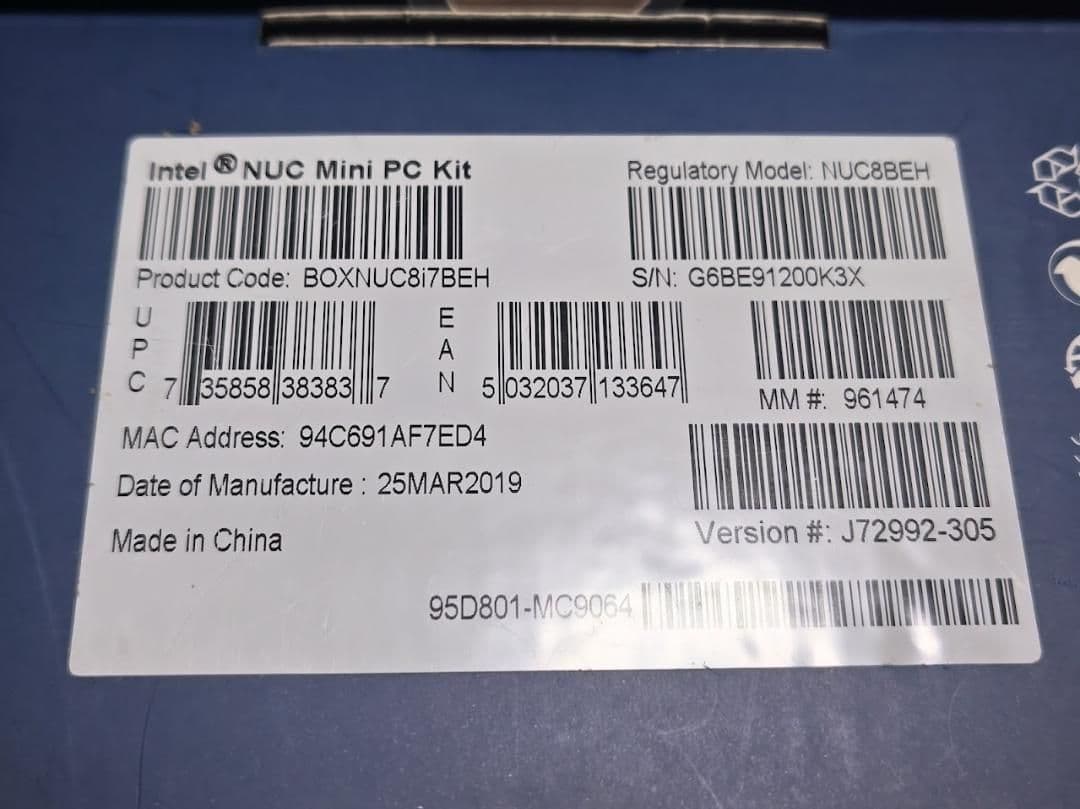 Intel ® NUC Mini PC Kit
Regulatory Model: NUC8BEH
Product Code: BOXNUC8i7BEH
S/N: G6BE91200K3X
UPC 7 35858 38383 7
EAN 5 032037 133647
MM #: 961474
MAC Address: 94C691AF7ED4
Date of Manufacture : 25MAR2019
Version #: J72992-305
Made in China
95D801-MC9064